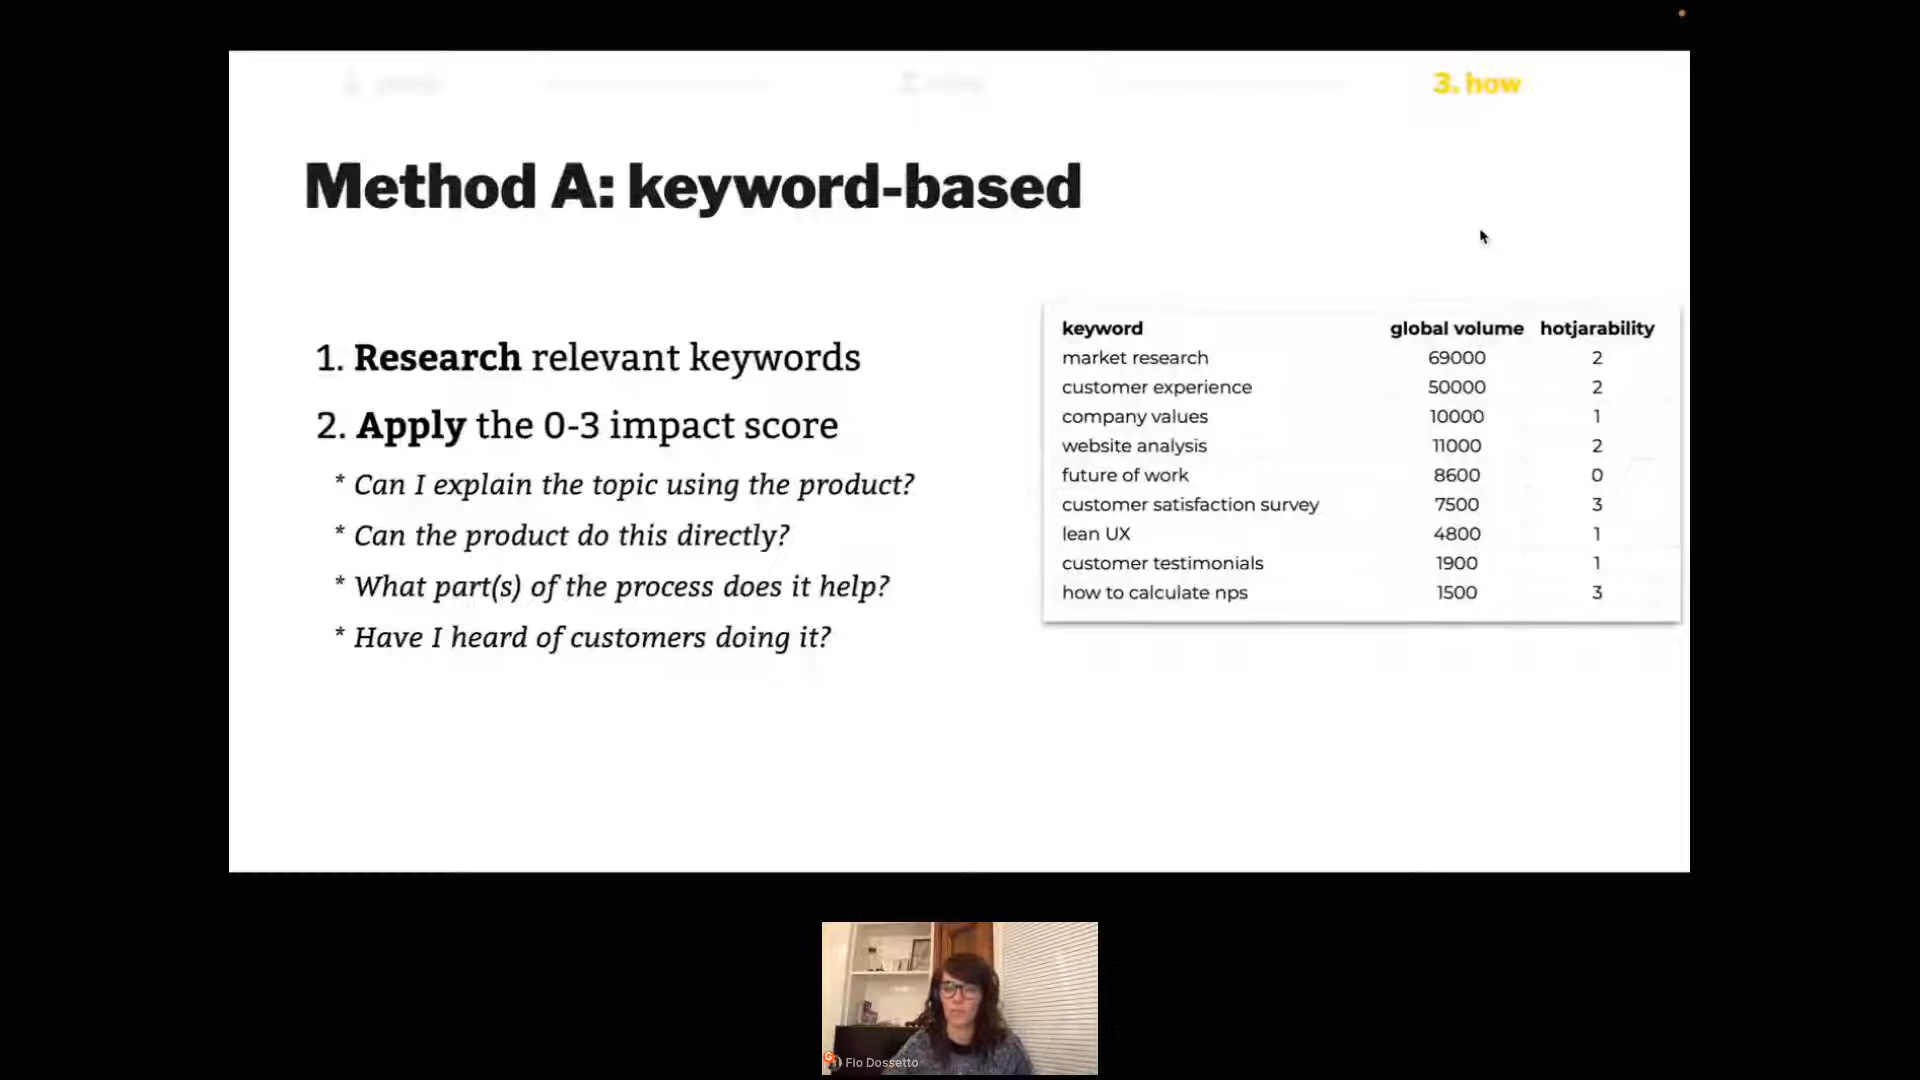 3. how
Method A: keyword-based
1. Research relevant keywords
2. Apply the 0-3 impact score
* Can I explain the topic using the product?
* Can the product do this directly?
* What part(s) of the process does it help?
* Have I heard of customers doing it?
keyword global volume hotjarability
market research 69000 2
customer experience 50000 2
company values 10000 1
website analysis 11000 2
future of work 8600 0
customer satisfaction survey 7500 3
lean UX 4800 1
customer testimonials 1900 1
how to calculate nps 1500 3
Flo Dossetto